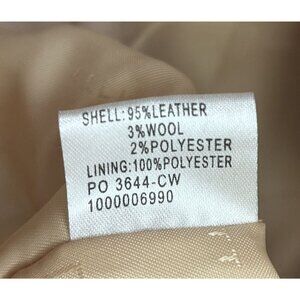 SHELL:95%LEATHER
3%WOOL
2%POLYESTER
LINING:100%POLYESTER
PO 3644-CW
1000006990